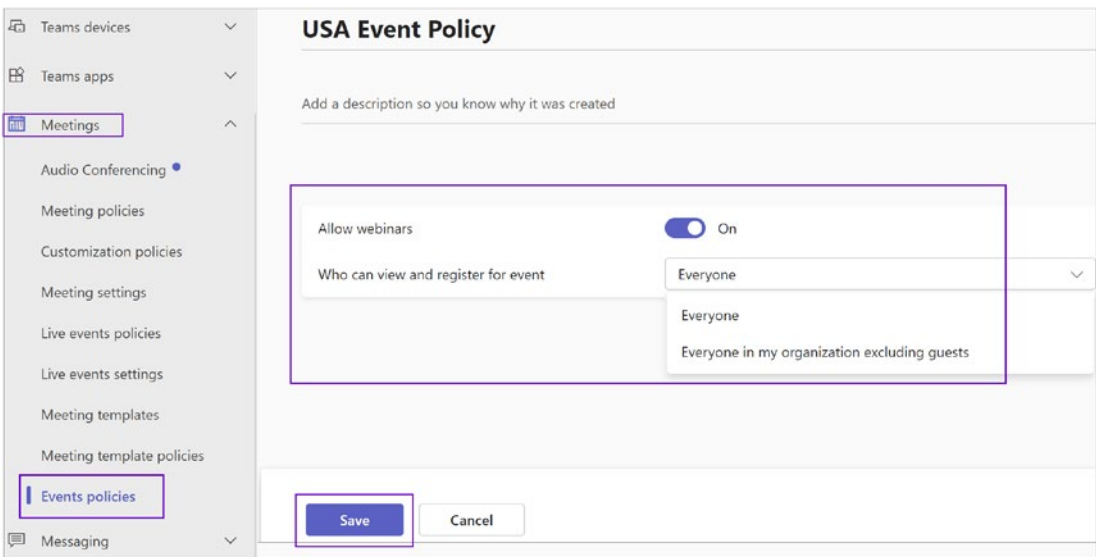 Teams devices
Teams apps
Meetings
Audio Conferencing
Meeting policies
Customization policies
Meeting settings
Live events policies
Live events settings
Meeting templates
Meeting template policies
Events policies
Messaging
USA Event Policy
Add a description so you know why it was created
Allow webinars On
Who can view and register for event Everyone
Everyone
Everyone in my organization excluding guests
Save Cancel